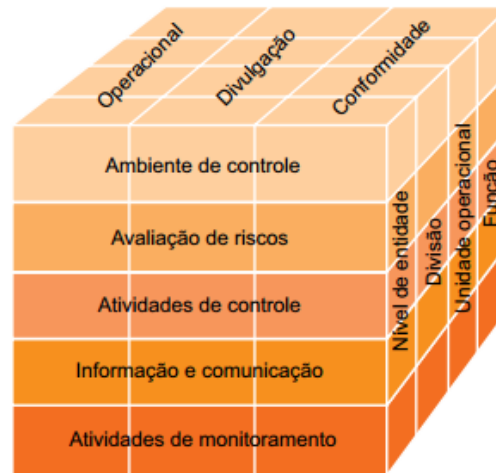 Operacional
Divulgação
Conformidade
Ambiente de controle
Avaliação de riscos
Atividades de controle
Informação e comunicação
Atividades de monitoramento
Nível de entidade
Divisão
Unidade operacional
Função